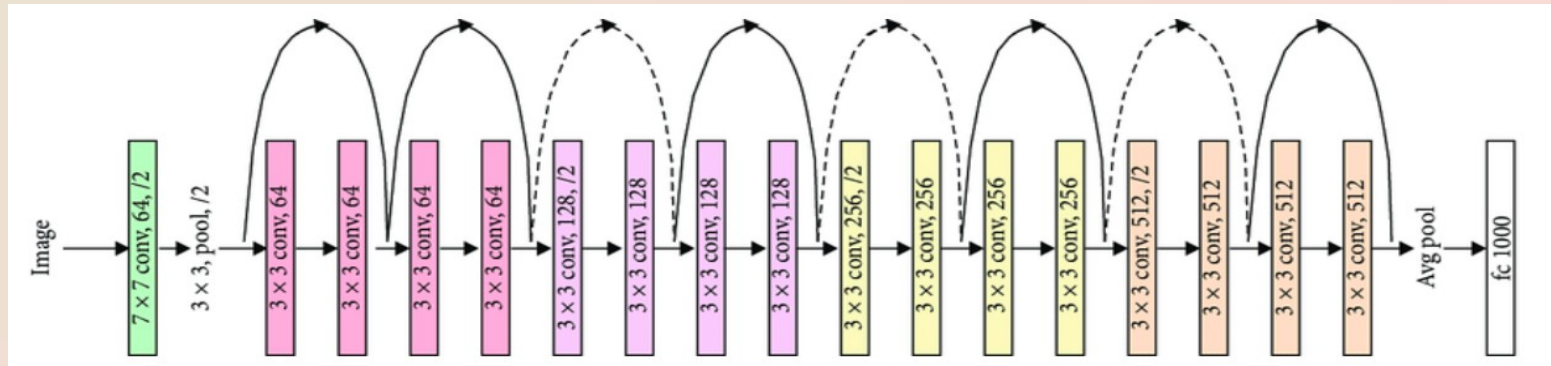 Image
7 × 7 conv, 64, /2
3 × 3, pool, /2
3 × 3 conv, 64
3 × 3 conv, 64
3 × 3 conv, 64
3 × 3 conv, 64
3 × 3 conv, 128, /2
3 × 3 conv, 128
3 × 3 conv, 128
3 × 3 conv, 128
3 × 3 conv, 256, /2
3 × 3 conv, 256
3 × 3 conv, 256
3 × 3 conv, 256
3 × 3 conv, 512, /2
3 × 3 conv, 512
3 × 3 conv, 512
3 × 3 conv, 512
Avg pool
fc 1000